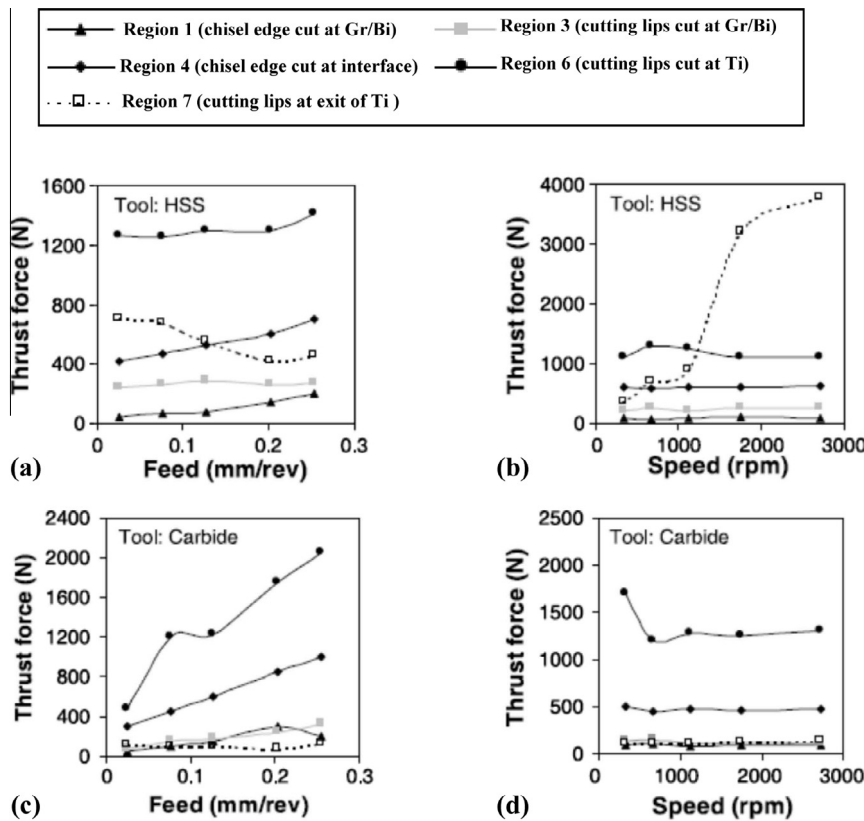 Region 1 (chisel edge cut at Gr/Bi)
Region 3 (cutting lips cut at Gr/Bi)
Region 4 (chisel edge cut at interface)
Region 6 (cutting lips cut at Ti)
Region 7 (cutting lips at exit of Ti )
Thrust force (N)
1600
1200
800
400
0
Tool: HSS
0
0.1
0.2
0.3
Feed (mm/rev)
(a)
Thrust force (N)
4000
3000
2000
1000
0
Tool: HSS
0
1000
2000
3000
Speed (rpm)
(b)
Thrust force (N)
2400
2000
1600
1200
800
400
0
Tool: Carbide
0
0.1
0.2
0.3
Feed (mm/rev)
(c)
Thrust force (N)
2500
2000
1500
1000
500
0
Tool: Carbide
0
1000
2000
3000
Speed (rpm)
(d)